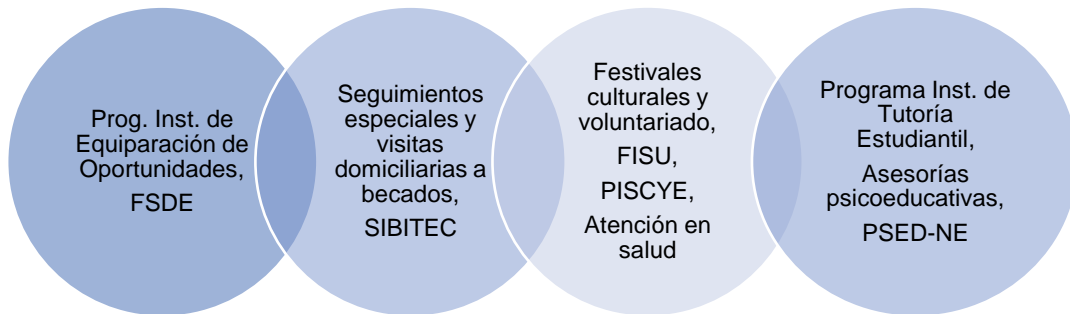 Prog. Inst. de
Equiparación de
Oportunidades,
FSDE
Seguimientos
especiales y
visitas
domiciliarias a
becados,
SIBITEC
Festivales
culturales y
voluntariado,
FISU,
PISCYE,
Atención en
salud
Programa Inst. de
Tutoría
Estudiantil,
Asesorías
psicoeducativas,
PSED-NE